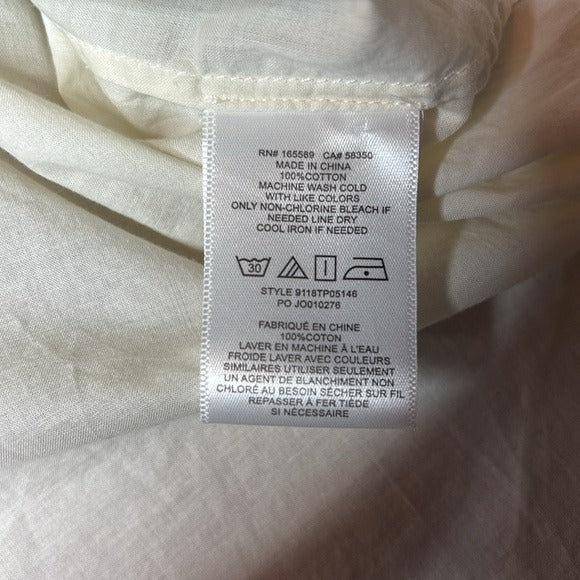 RN# 165589 CA# 58350
MADE IN CHINA
100%COTTON
MACHINE WASH COLD
WITH LIKE COLORS
ONLY NON-CHLORINE BLEACH IF
NEEDED LINE DRY
COOL IRON IF NEEDED
30
STYLE 9118TP05146
PO JO010276
FABRIQUÉ EN CHINE
100%COTON
LAVER EN MACHINE À L'EAU
FROIDE LAVER AVEC COULEURS
SIMILAIRES UTILISER SEULEMENT
UN AGENT DE BLANCHIMENT NON
CHLORÉ AU BESOIN SÉCHER SUR FIL
REPASSER À FER TIÈDE
SI NÉCESSAIRE